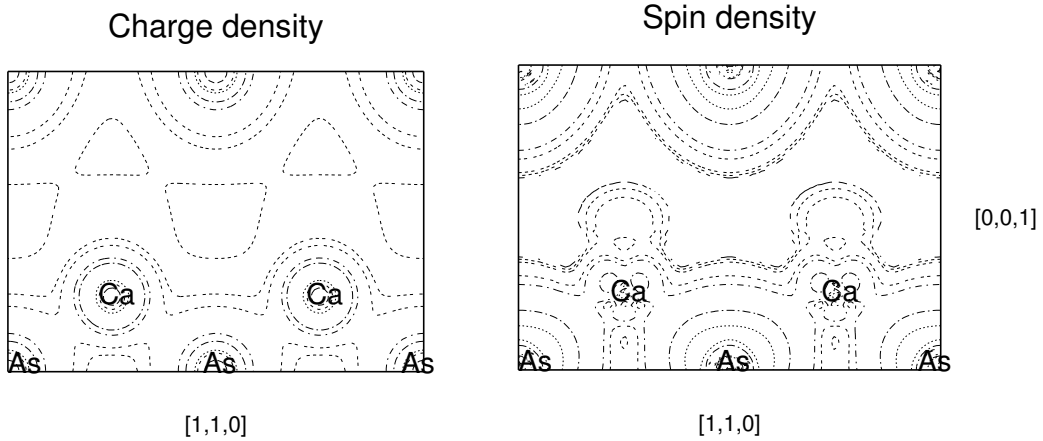 Charge density
Spin density
[0,0,1]
Ca
Ca
Ca
Ca
As
As
As
As
As
As
[1,1,0]
[1,1,0]